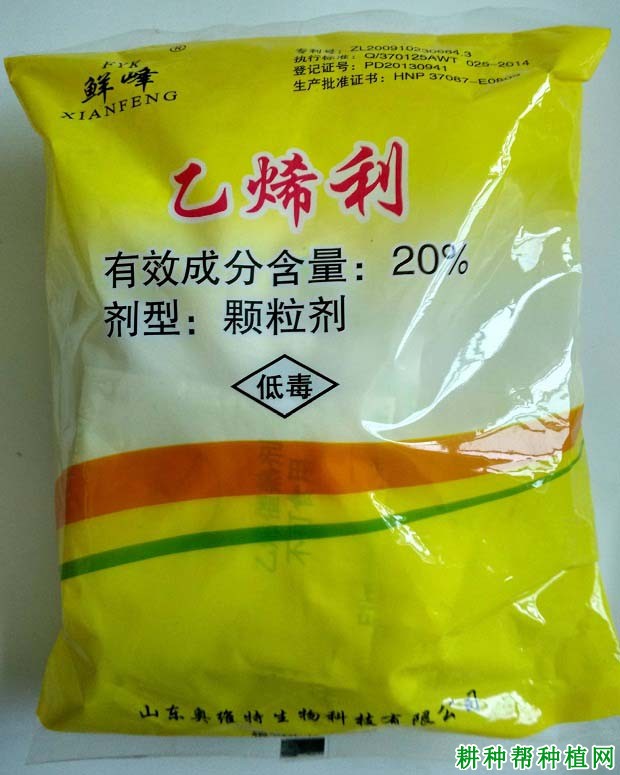 FYK ®
鲜峰
XIANFENG
专利号：ZL200910230684.3
执行标准：Q/370125AWT 025-2014
登记证号：PD20130941
生产批准证书：HNP 37087-
乙烯利
有效成分含量：20%
剂型：颗粒剂
低毒
山东奥维特生物科技有限公司
耕种帮种植网